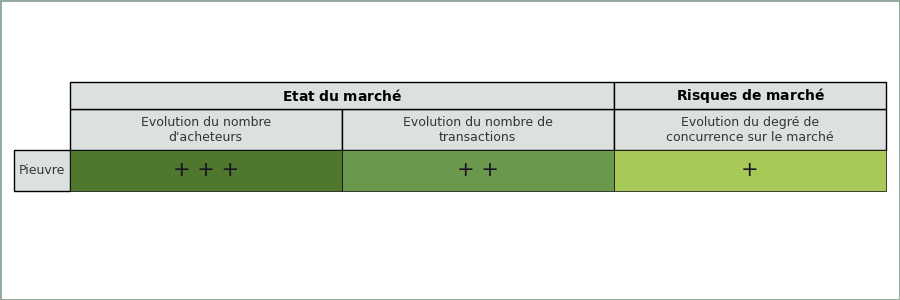 Etat du marché
Risques de marché
Evolution du nombre
d'acheteurs
Evolution du nombre de
transactions
Evolution du degré de
concurrence sur le marché
Pieuvre
+ + +
+ +
+